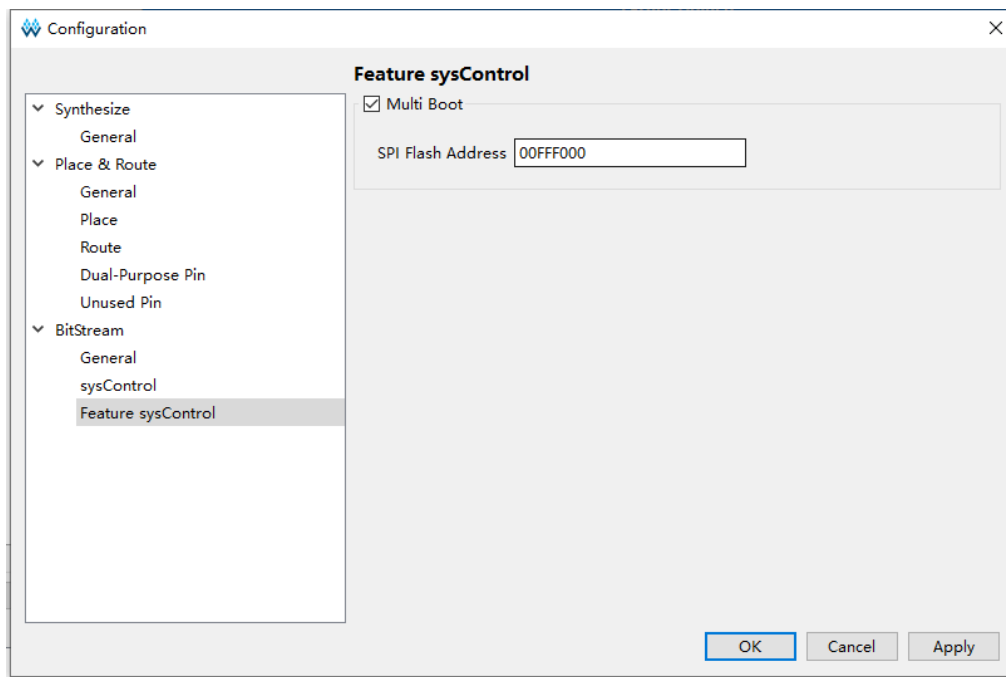 Configuration
Feature sysControl
Synthesize
General
Place & Route
General
Place
Route
Dual-Purpose Pin
Unused Pin
BitStream
General
sysControl
Feature sysControl
Multi Boot
SPI Flash Address 00FFF000
OK Cancel Apply